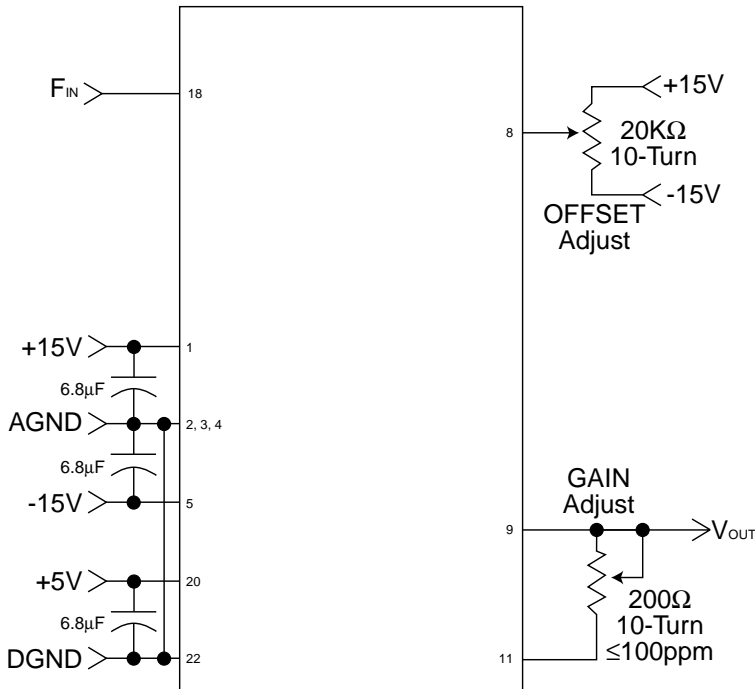 FIN
18
8
+15V
20KΩ
10-Turn
-15V
OFFSET
Adjust
+15V
1
6.8µF
AGND
2, 3, 4
6.8µF
-15V
5
GAIN
Adjust
9
VOUT
+5V
20
6.8µF
200Ω
10-Turn
≤100ppm
DGND
22
11